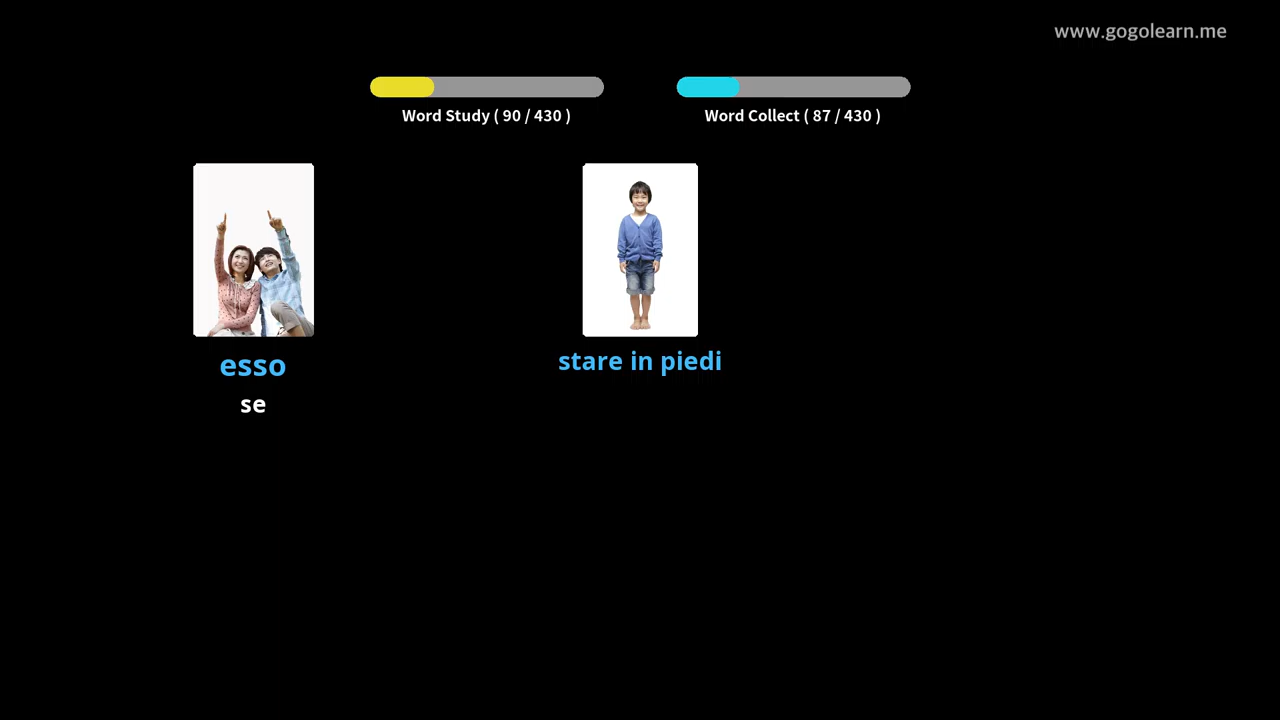 www.gogolearn.me
Word Study ( 90 / 430 )
Word Collect ( 87 / 430 )
esso
se
stare in piedi